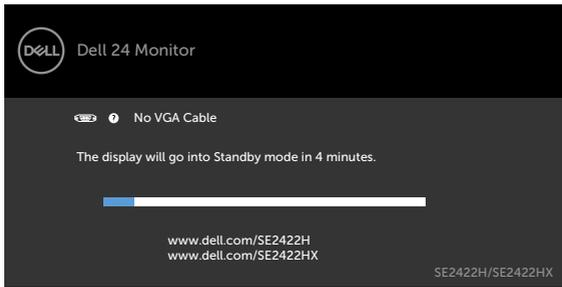 DELL
Dell 24 Monitor
? No VGA Cable
The display will go into Standby mode in 4 minutes.
www.dell.com/SE2422H
www.dell.com/SE2422HX
SE2422H/SE2422HX